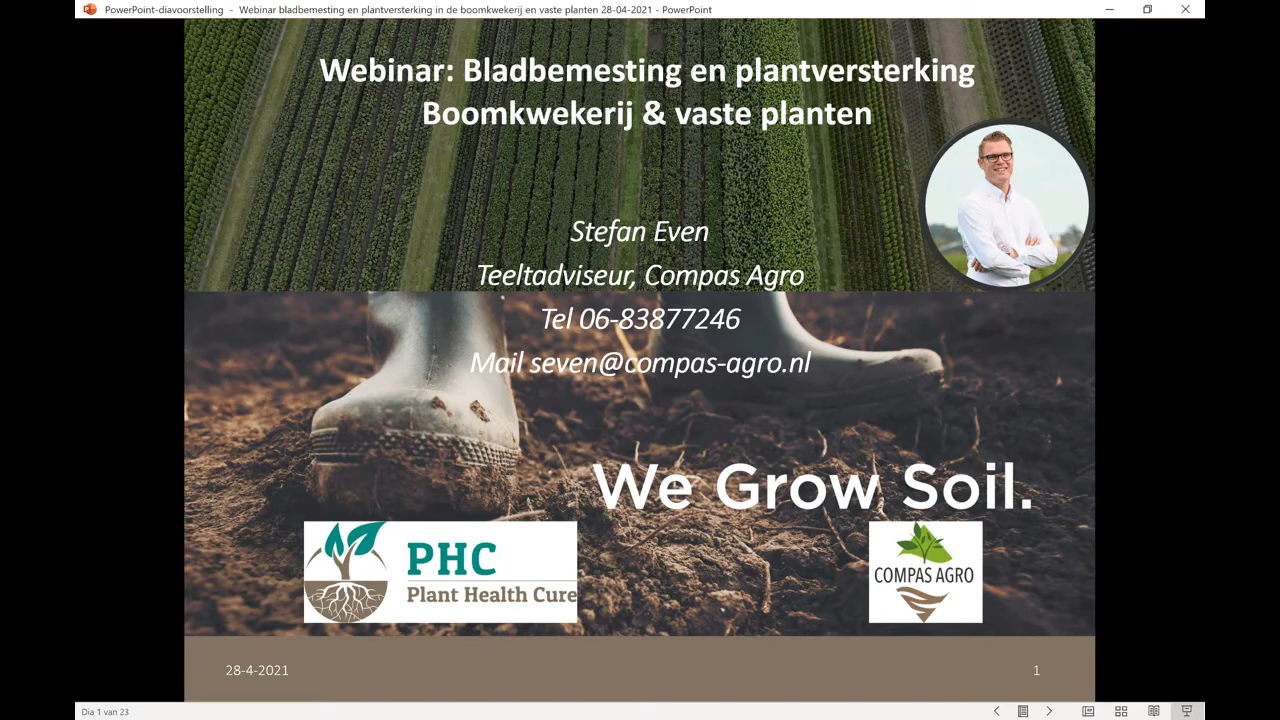 PowerPoint-diavoorstelling - Webinar bladbemesting en plantversterking in de boomkwekerij en vaste planten 28-04-2021 - PowerPoint
Webinar: Bladbemesting en plantversterking
Boomkwekerij & vaste planten
Stefan Even
Teeltadviseur, Compas Agro
Tel 06-83877246
Mail seven@compas-agro.nl
We Grow Soil.
PHC
Plant Health Cure
COMPAS AGRO
28-4-2021
1
Dia 1 van 23